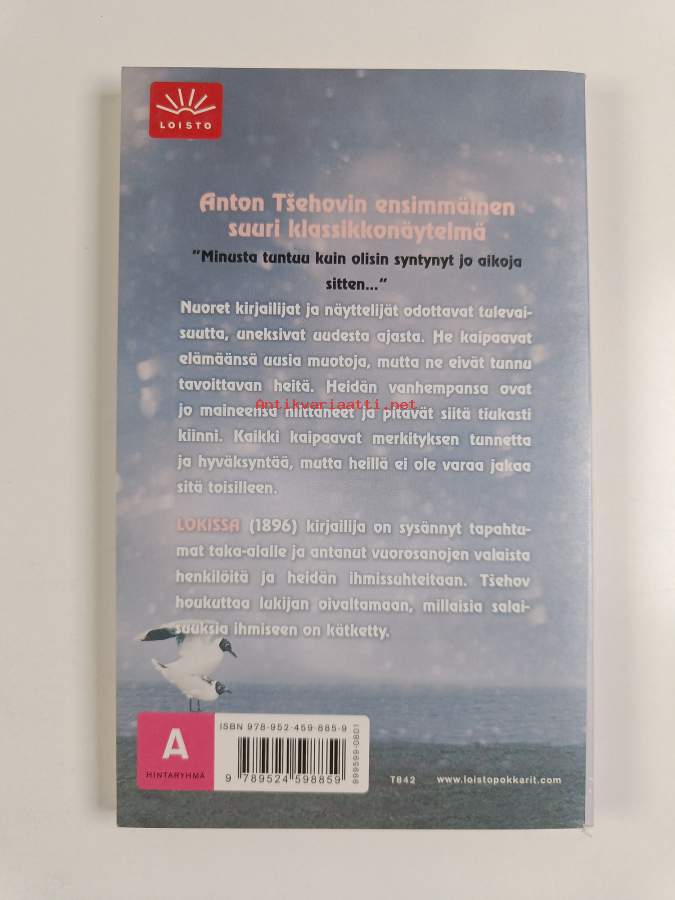 LOISTO
Anton Tšehovin ensimmäinen
suuri klassikkonäytelmä
"Minusta tuntuu kuin olisin syntynyt jo aikoja
sitten..."
Nuoret kirjailijat ja näyttelijät odottavat tulevai-
suutta, uneksivat uudesta ajasta. He kaipaavat
elämäänsä uusia muotoja, mutta ne eivät tunnu
tavoittavan heitä. Heidän vanhempansa ovat
Antikvariaatti.net
jo maineensa niittäneet ja pitävät siitä tiukasti
kiinni. Kaikki kaipaavat merkityksen tunnetta
ja hyväksyntää, mutta heillä ei ole varaa jakaa
sitä toisilleen.
LOKISSA (1896) kirjailija on sysännyt tapahtu-
mat taka-alalle ja antanut vuorosanojen valaista
henkilöitä ja heidän ihmissuhteitaan. Tšehov
houkuttaa lukijan oivaltamaan, millaisia salai-
suuksia ihmiseen on kätketty.
A
HINTARYHMÄ
ISBN 978-952-459-885-9
9 789524 598859
999599-0801
T842
www.loistopokkarit.com